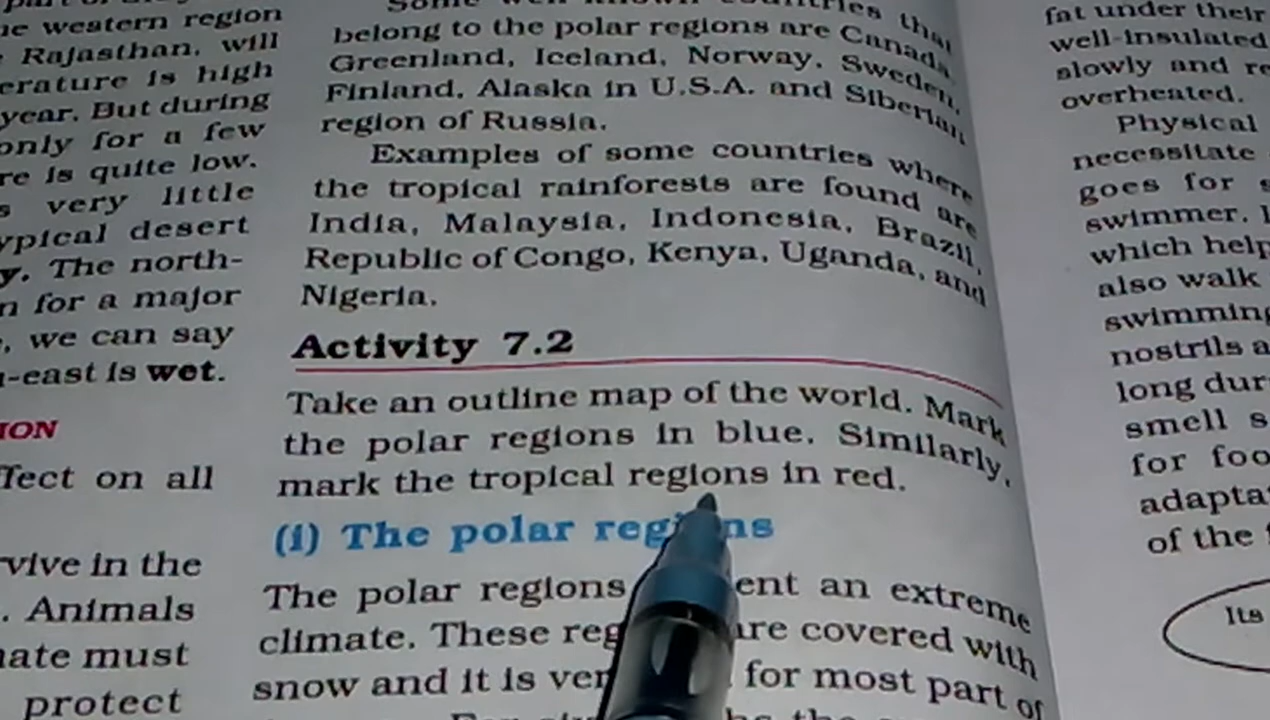 e western region
Rajasthan, will
erature is high
year. But during
only for a few
re is quite low.
s very little
ypical desert
y. The north-
n for a major
, we can say
-east is wet.
ION
ffect on all
vive in the
. Animals
ate must
protect
belong to the polar regions are Canada,
Greenland, Iceland, Norway, Sweden,
Finland, Alaska in U.S.A. and Siberian
region of Russia.
Examples of some countries where
the tropical rainforests are found are
India, Malaysia, Indonesia, Brazil,
Republic of Congo, Kenya, Uganda, and
Nigeria.
Activity 7.2
Take an outline map of the world. Mark
the polar regions in blue. Similarly,
mark the tropical regions in red.
(i) The polar reg ns
The polar regions ent an extreme
climate. These reg are covered with
snow and it is ver for most part of
fat under their
well-insulated
slowly and re
overheated.
Physical
necessitate
goes for s
swimmer. I
which help
also walk
swimming
nostrils a
long dur
smell s
for foo
adaptat
of the f
Its